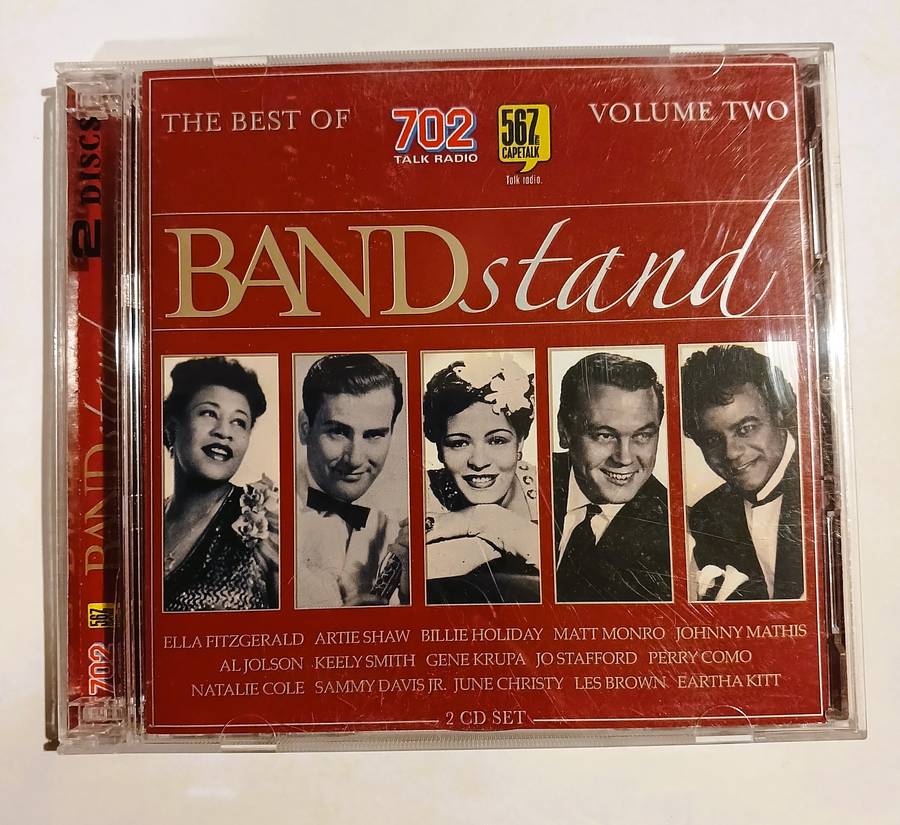 THE BEST OF
702
TALK RADIO
567
CAPETALK
Talk radio.
VOLUME TWO
BANDstand
ELLA FITZGERALD ARTIE SHAW BILLIE HOLIDAY MATT MONRO JOHNNY MATHIS
AL JOLSON KEELY SMITH GENE KRUPA JO STAFFORD PERRY COMO
NATALIE COLE SAMMY DAVIS JR. JUNE CHRISTY LES BROWN EARTHA KITT
2 CD SET
2 DISCS
BANDstand
567
702